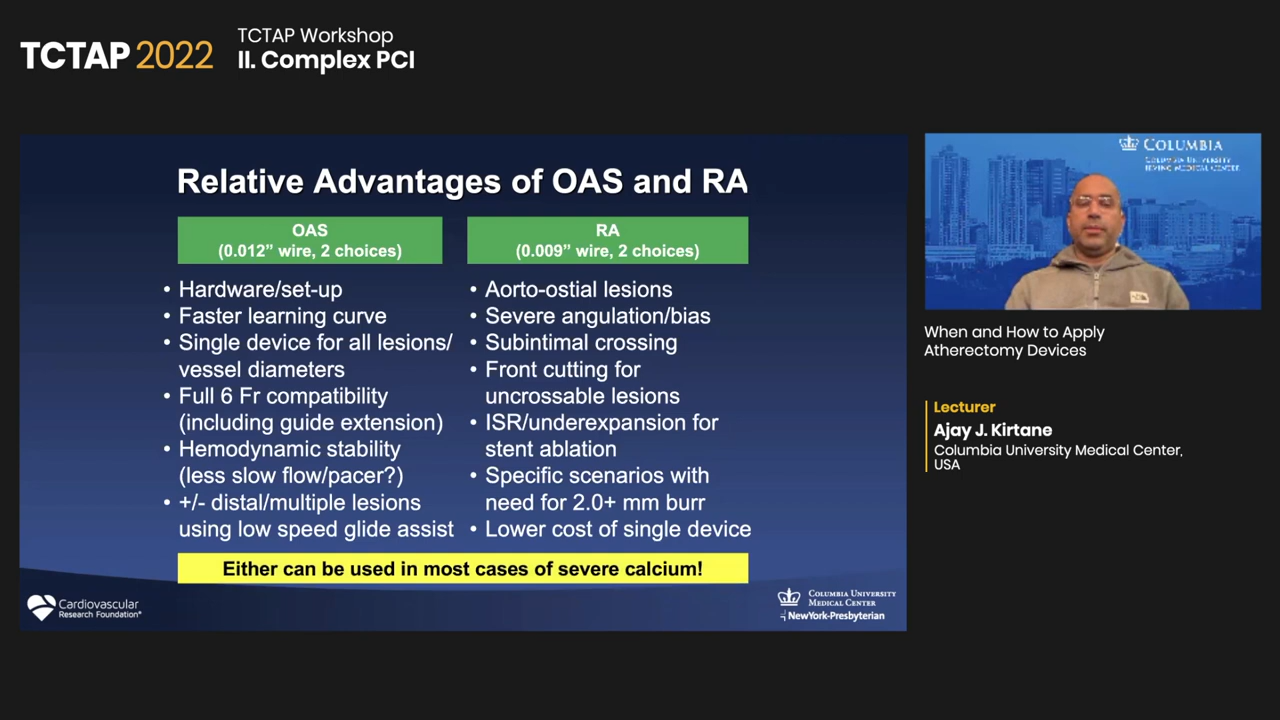 TCTAP 2022
TCTAP Workshop
II. Complex PCI
Relative Advantages of OAS and RA
OAS
(0.012” wire, 2 choices)
• Hardware/set-up
• Faster learning curve
• Single device for all lesions/
vessel diameters
• Full 6 Fr compatibility
(including guide extension)
• Hemodynamic stability
(less slow flow/pacer?)
• +/- distal/multiple lesions
using low speed glide assist
RA
(0.009” wire, 2 choices)
• Aorto-ostial lesions
• Severe angulation/bias
• Subintimal crossing
• Front cutting for
uncrossable lesions
• ISR/underexpansion for
stent ablation
• Specific scenarios with
need for 2.0+ mm burr
• Lower cost of single device
Either can be used in most cases of severe calcium!
Cardiovascular
Research Foundation®
COLUMBIA UNIVERSITY
MEDICAL CENTER
NewYork-Presbyterian
COLUMBIA
COLUMBIA UNIVERSITY
IRVING MEDICAL CENTER
When and How to Apply
Atherectomy Devices
Lecturer
Ajay J. Kirtane
Columbia University Medical Center,
USA